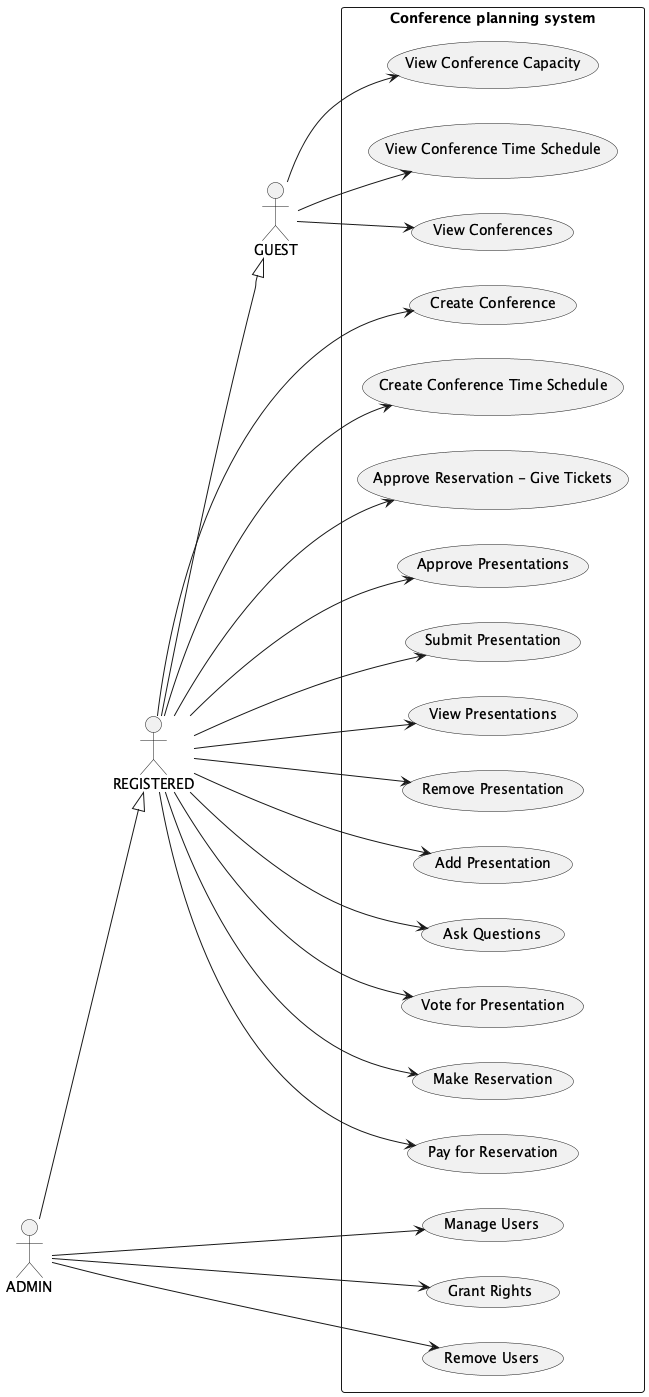 Conference planning system
View Conference Capacity
View Conference Time Schedule
GUEST
View Conferences
Create Conference
Create Conference Time Schedule
Approve Reservation - Give Tickets
Approve Presentations
Submit Presentation
View Presentations
REGISTERED
Remove Presentation
Add Presentation
Ask Questions
Vote for Presentation
Make Reservation
Pay for Reservation
Manage Users
ADMIN
Grant Rights
Remove Users